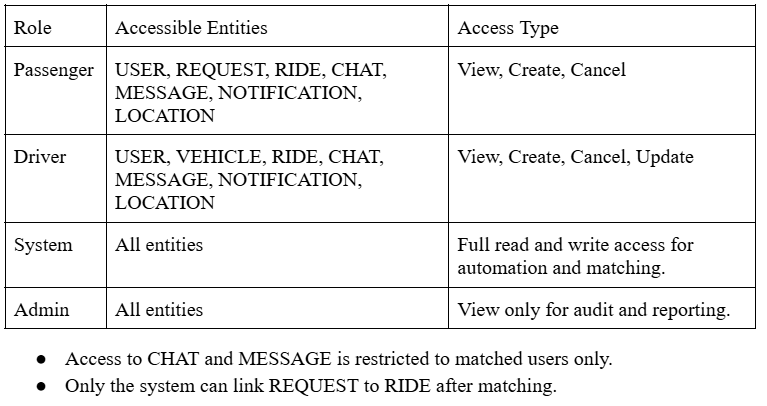 Role Accessible Entities Access Type
Passenger USER, REQUEST, RIDE, CHAT, View, Create, Cancel
MESSAGE, NOTIFICATION,
LOCATION
Driver USER, VEHICLE, RIDE, CHAT, View, Create, Cancel, Update
MESSAGE, NOTIFICATION,
LOCATION
System All entities Full read and write access for
automation and matching.
Admin All entities View only for audit and reporting.
● Access to CHAT and MESSAGE is restricted to matched users only.
● Only the system can link REQUEST to RIDE after matching.